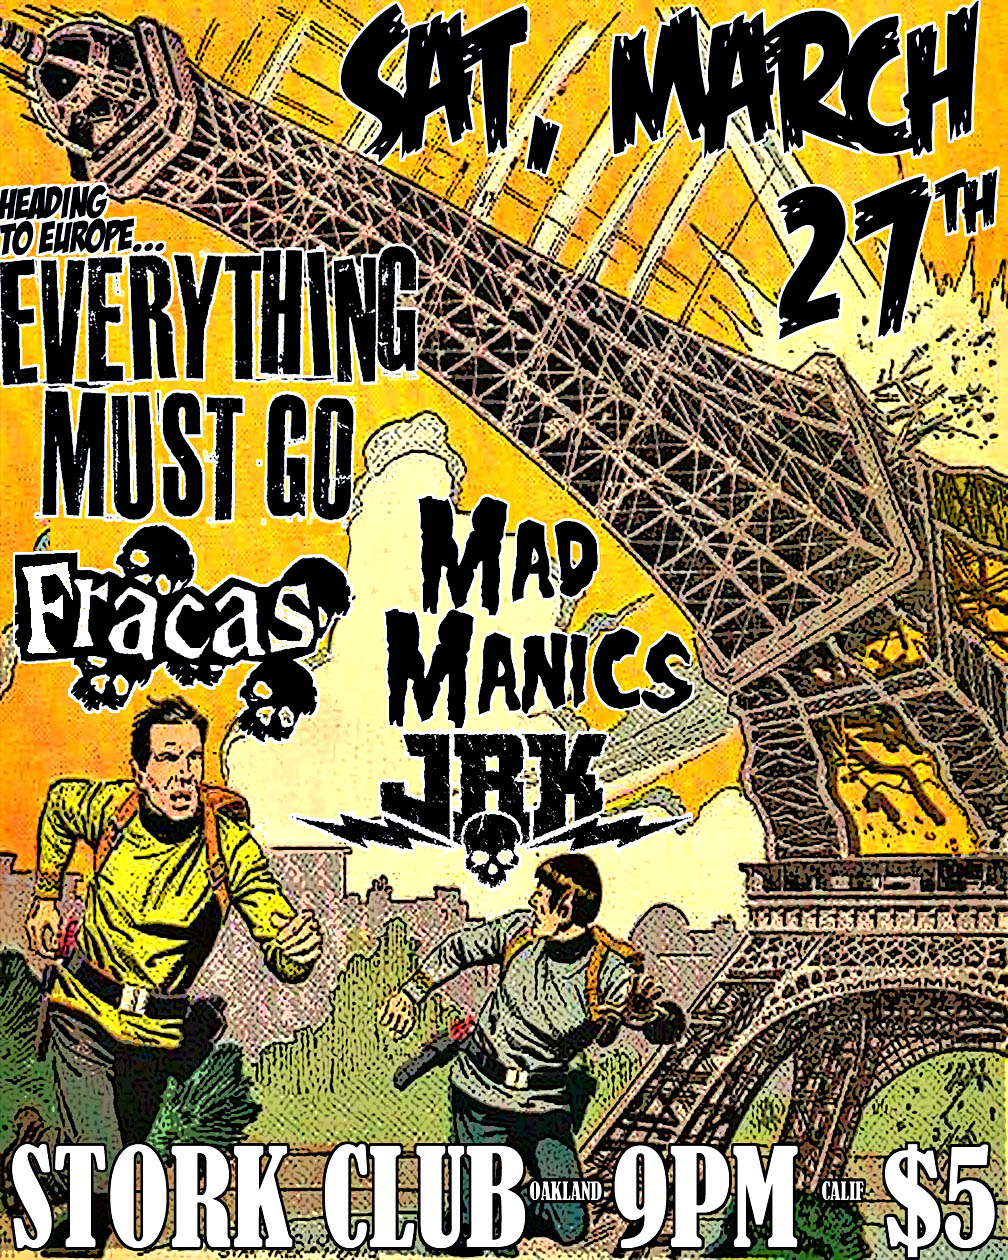 SAT, MARCH
27TH
HEADING
TO EUROPE...
EVERYTHING
MUST GO
Fracas
MAD
MANICS
JRK
STORK CLUB OAKLAND 9PM CALIF $5